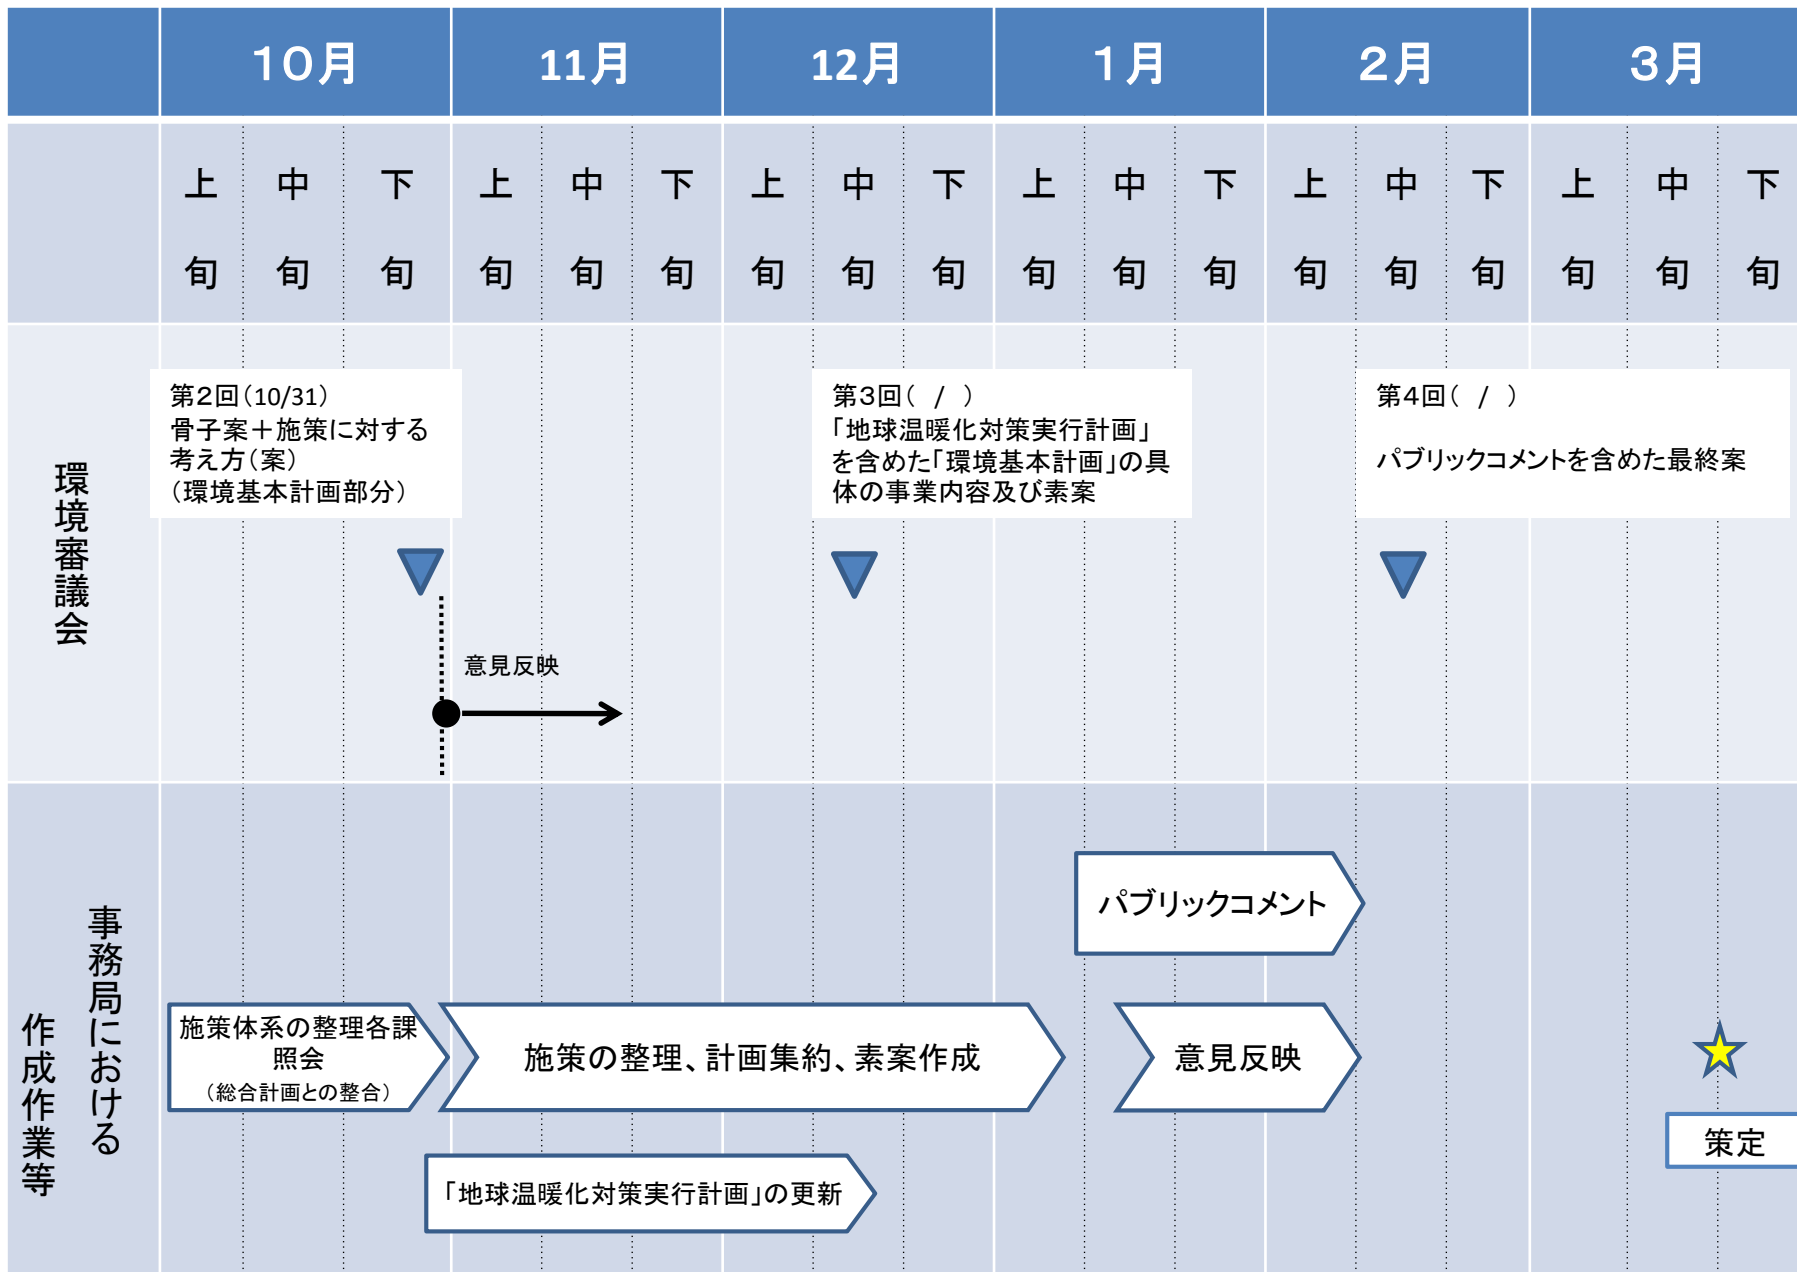 10月
11月
12月
1月
2月
3月
上旬
中旬
下旬
上旬
中旬
下旬
上旬
中旬
下旬
上旬
中旬
下旬
上旬
中旬
下旬
上旬
中旬
下旬
環境審議会
第2回(10/31)
骨子案+施策に対する
考え方(案)
(環境基本計画部分)
第3回(　/　)
「地球温暖化対策実行計画」
を含めた「環境基本計画」の具
体の事業内容及び素案
第4回(　/　)
パブリックコメントを含めた最終案
意見反映
事務局における
作成作業等
パブリックコメント
施策体系の整理各課
照会
(総合計画との整合)
施策の整理、計画集約、素案作成
意見反映
策定
「地球温暖化対策実行計画」の更新